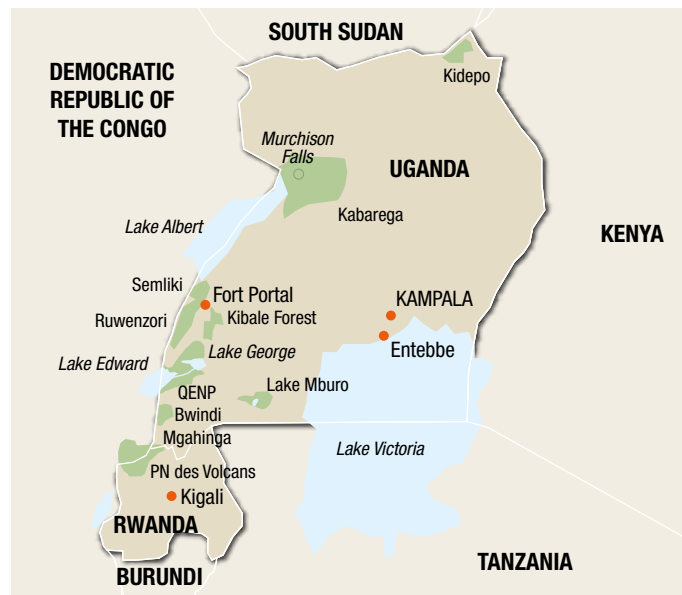 SOUTH SUDAN
DEMOCRATIC
REPUBLIC OF
THE CONGO
Kidepo
Murchison
Falls
UGANDA
Kabarega
Lake Albert
KENYA
Semliki
Fort Portal
KAMPALA
Ruwenzori
Kibale Forest
Lake George
Entebbe
Lake Edward
QENP
Lake Mburo
Bwindi
Mgahinga
Lake Victoria
PN des Volcans
Kigali
RWANDA
TANZANIA
BURUNDI